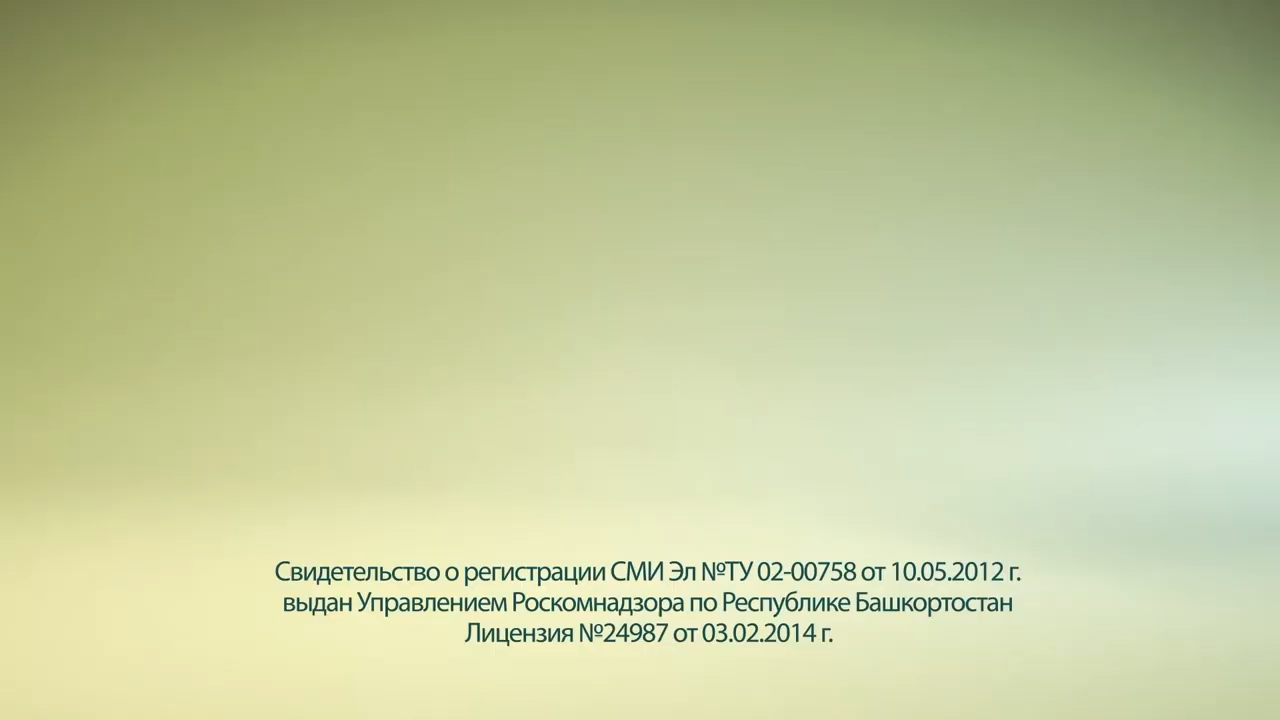 Свидетельство о регистрации СМИ Эл №ТУ 02-00758 от 10.05.2012 г.
выдан Управлением Роскомнадзора по Республике Башкортостан
Лицензия №24987 от 03.02.2014 г.